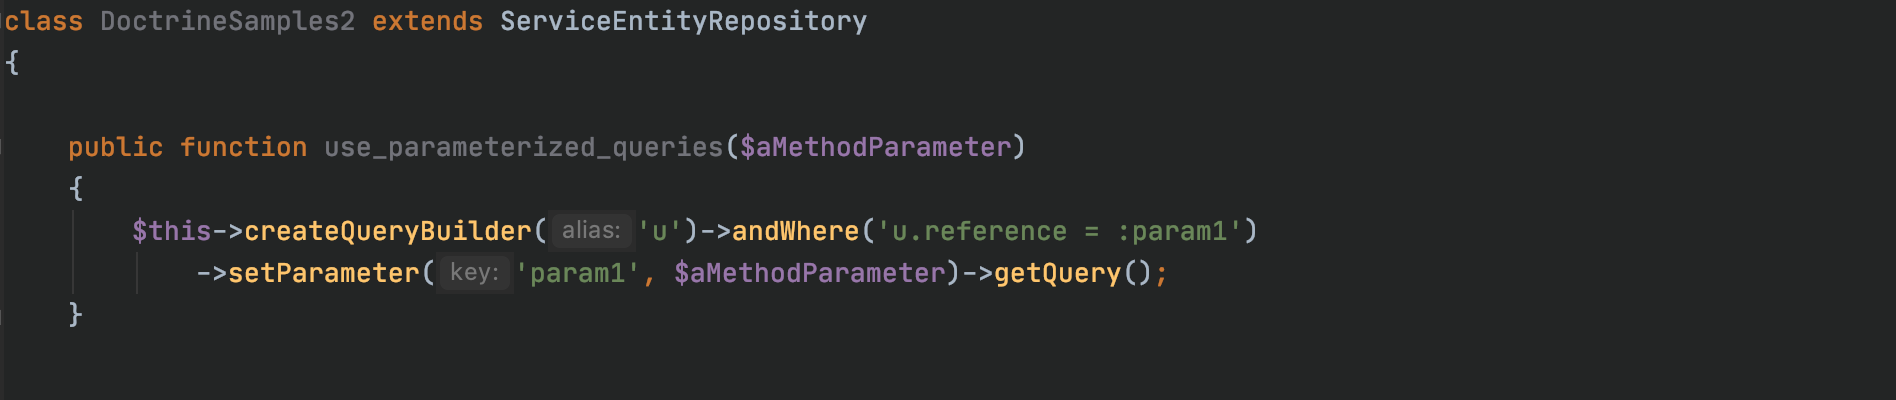 class DoctrineSamples2 extends ServiceEntityRepository
{
public function use_parameterized_queries($aMethodParameter)
{
$this->createQueryBuilder( alias: 'u')->andWhere('u.reference = :param1')
->setParameter( key: 'param1', $aMethodParameter)->getQuery();
}